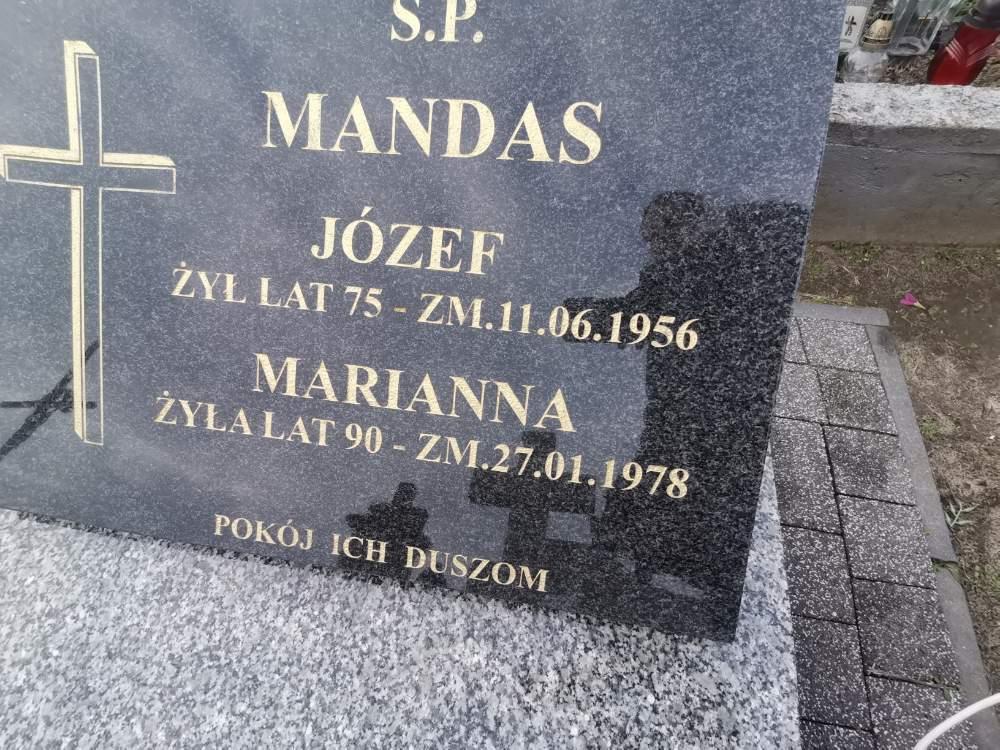 Ś.P.
MANDAS
JÓZEF
ŻYŁ LAT 75 - ZM.11.06.1956
MARIANNA
ŻYŁA LAT 90 - ZM.27.01.1978
POKÓJ ICH DUSZOM